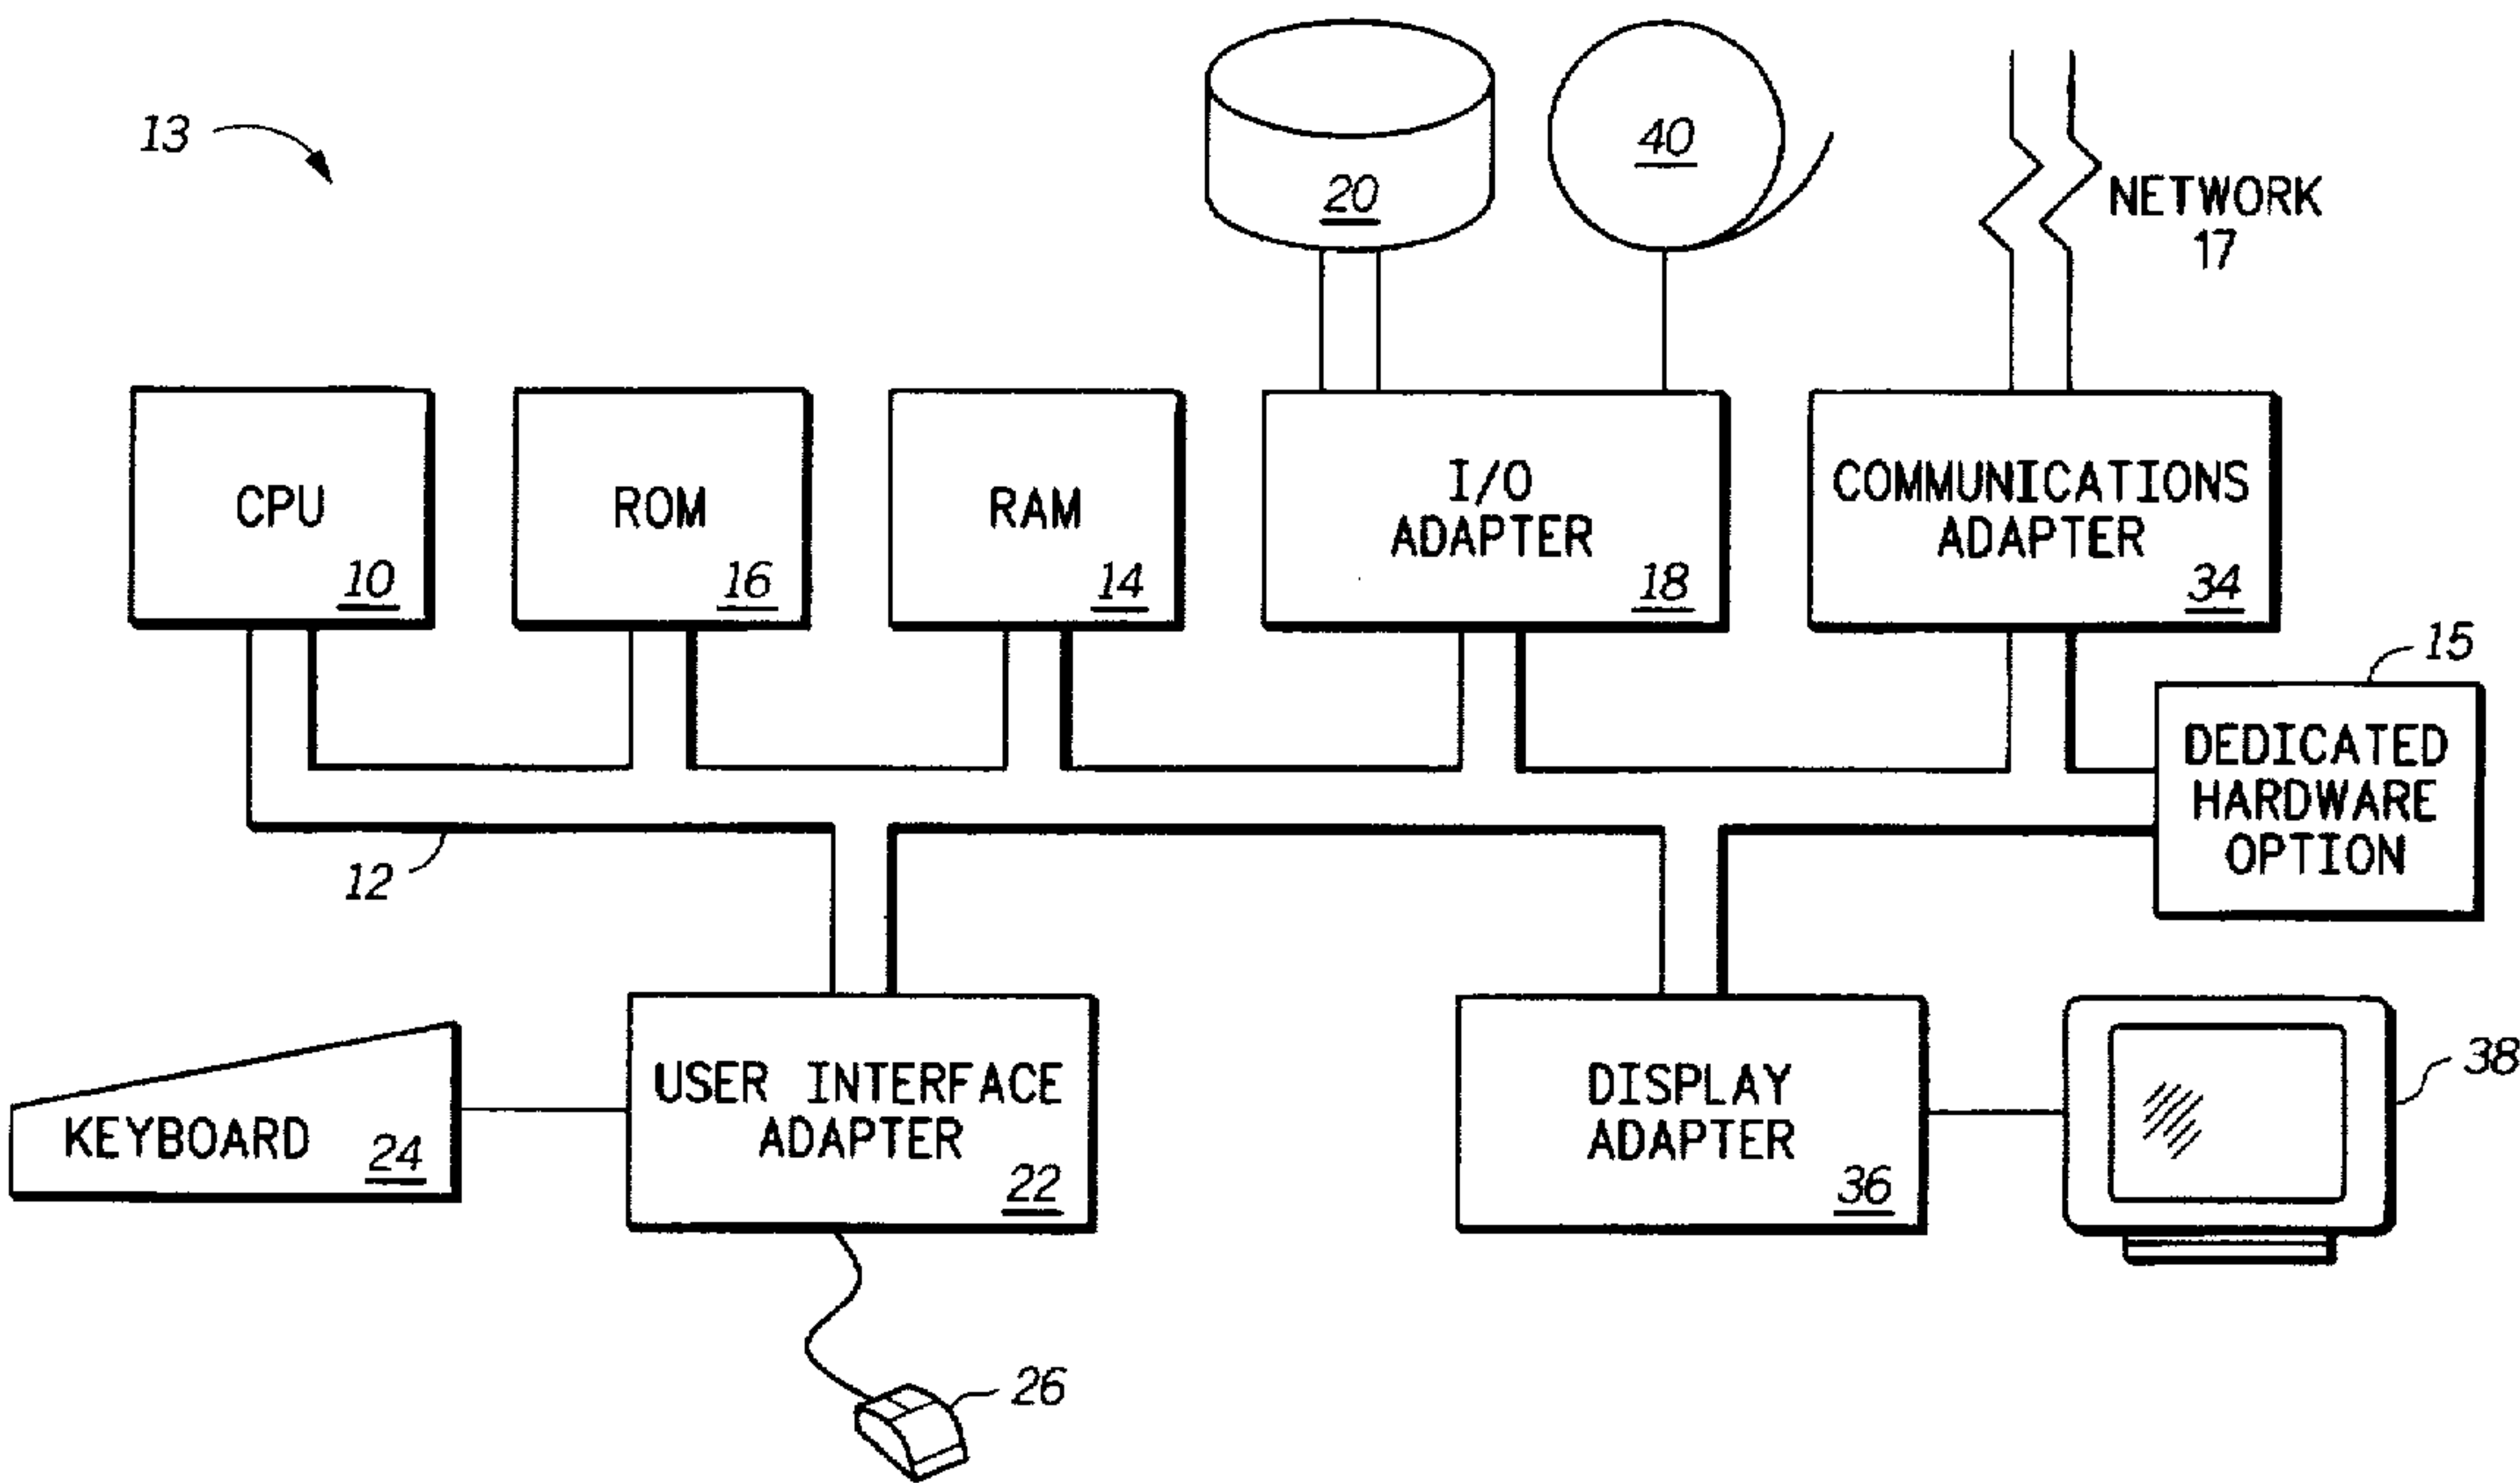 13
20
40
NETWORK
17
CPU
10
ROM
16
RAM
14
I/O
ADAPTER
18
COMMUNICATIONS
ADAPTER
34
15
DEDICATED
HARDWARE
OPTION
12
KEYBOARD
24
USER INTERFACE
ADAPTER
22
DISPLAY
ADAPTER
36
38
26